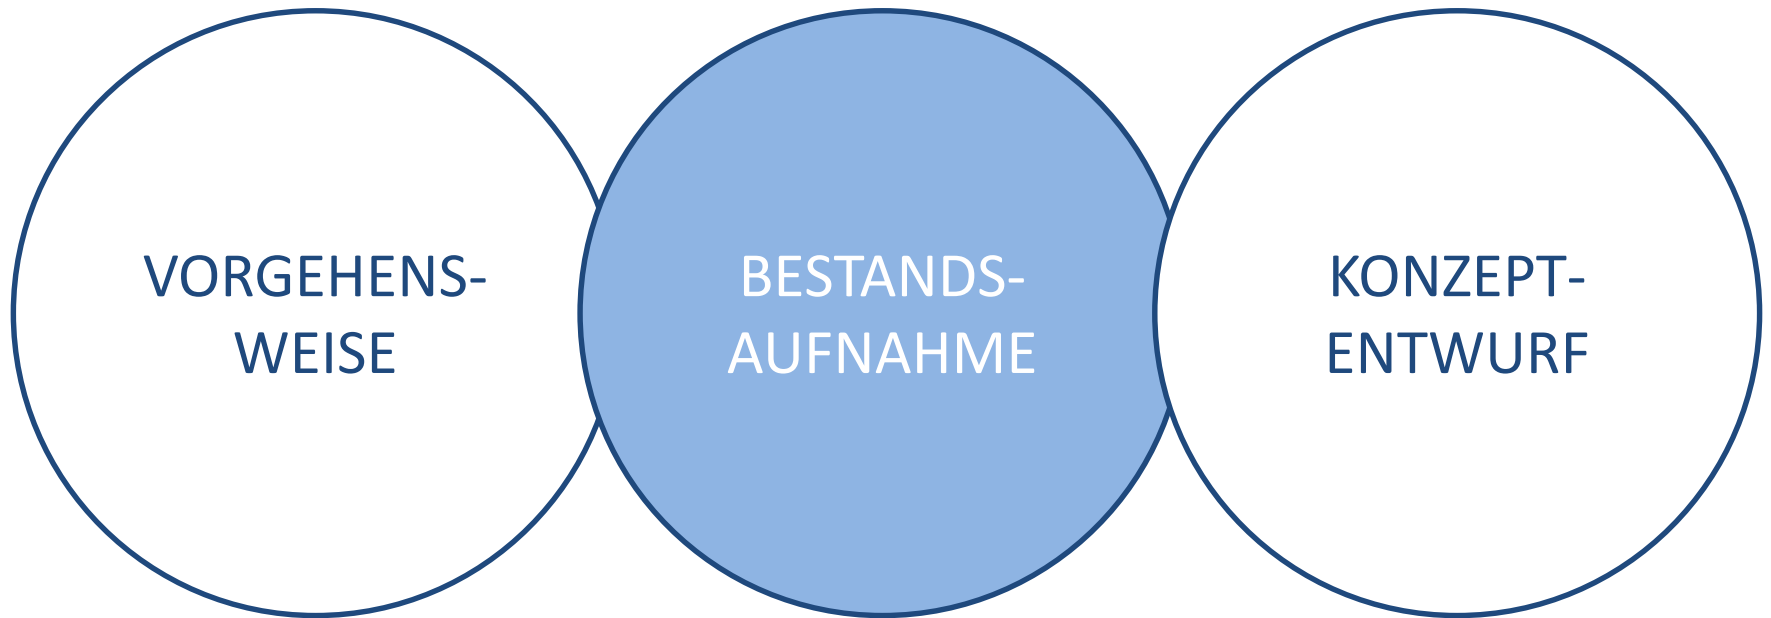 VORGEHENS-
WEISE
BESTANDS-
AUFNAHME
KONZEPT-
ENTWURF